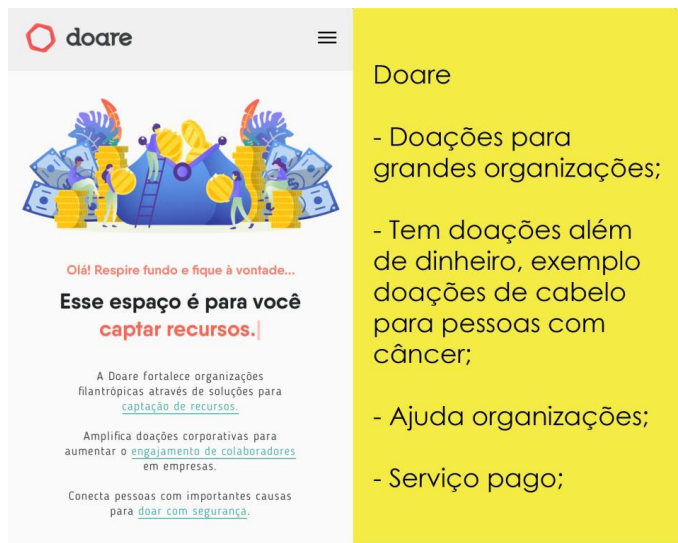 doare
Olá! Respire fundo e fique à vontade...
Esse espaço é para você
captar recursos.
A Doare fortalece organizações
filantrópicas através de soluções para
captação de recursos.
Amplifica doações corporativas para
aumentar o engajamento de colaboradores
em empresas.
Conecta pessoas com importantes causas
para doar com segurança.
Doare
- Doações para
grandes organizações;
- Tem doações além
de dinheiro, exemplo
doações de cabelo
para pessoas com
câncer;
- Ajuda organizações;
- Serviço pago;